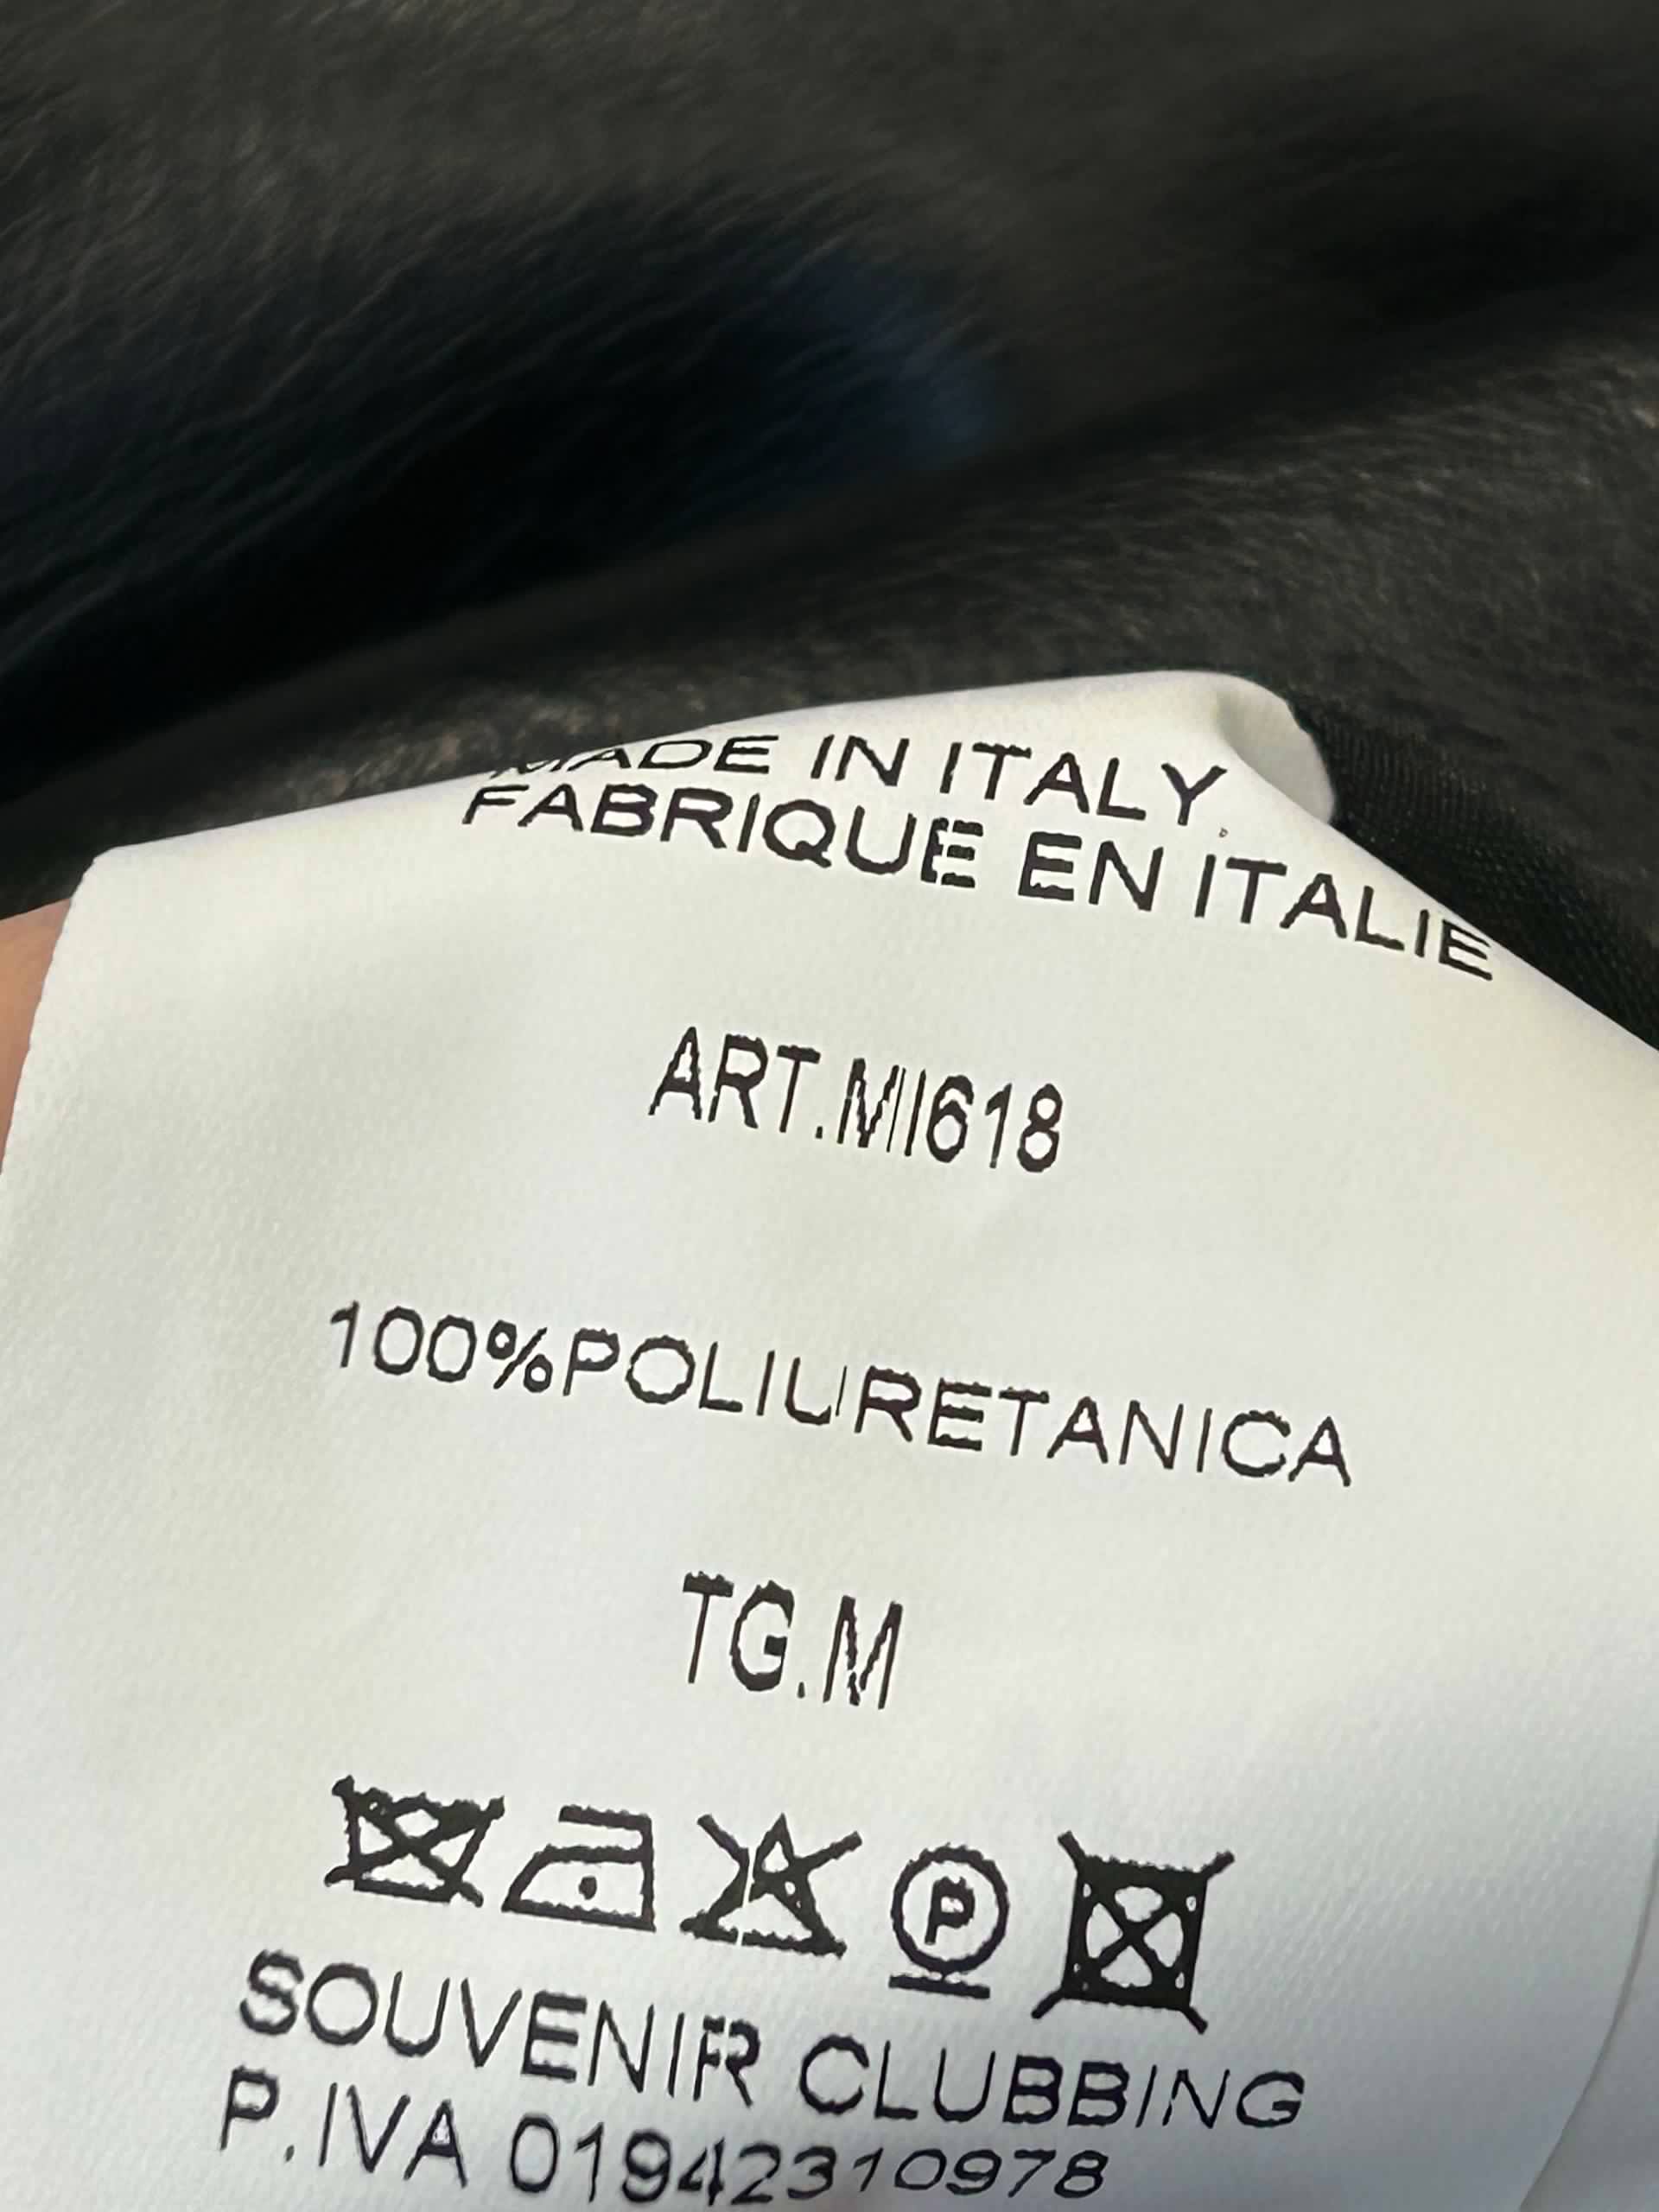 MADE IN ITALY.
FABRIQUE EN ITALIE
ART.MI618
100%POLIURETANICA
TG.M
P
SOUVENIR CLUBBING
P.IVA 01942310978